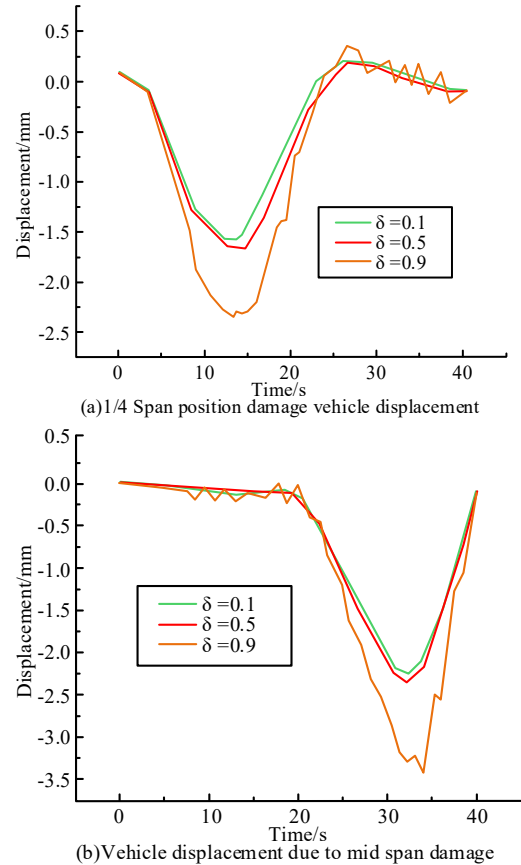 0.5
0.0
-0.5
-1.0
-1.5
-2.0
-2.5
Displacement/mm
δ =0.1
δ =0.5
δ =0.9
0 10 20 30 40
Time/s
(a)1/4 Span position damage vehicle displacement
0.5
0.0
-0.5
-1.0
-1.5
-2.0
-2.5
-3.0
-3.5
Displacement/mm
δ =0.1
δ =0.5
δ =0.9
0 10 20 30 40
Time/s
(b)Vehicle displacement due to mid span damage